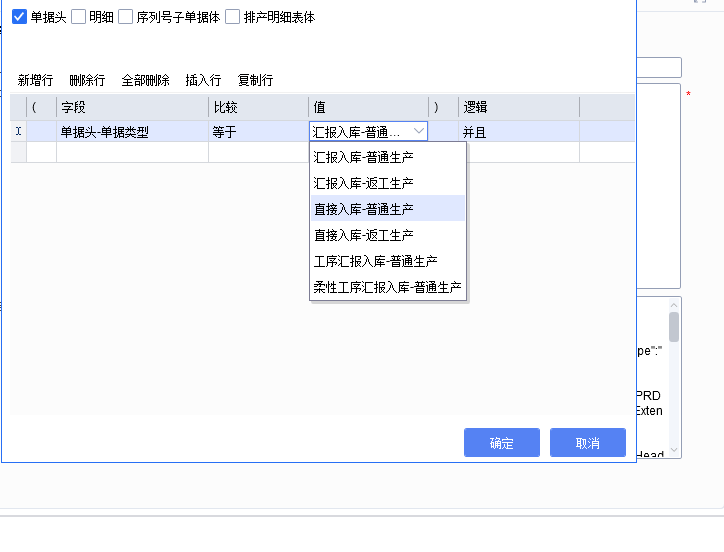 单据头 明细 序列号子单据体 排产明细表体
新增行 删除行 全部删除 插入行 复制行
( 字段 比较 值 ) 逻辑
单据头-单据类型 等于 汇报入库-普通... 并且
汇报入库-普通生产
汇报入库-返工生产
直接入库-普通生产
直接入库-返工生产
工序汇报入库-普通生产
柔性工序汇报入库-普通生产
*
pe":"
PRD
Exten
Head
确定 取消